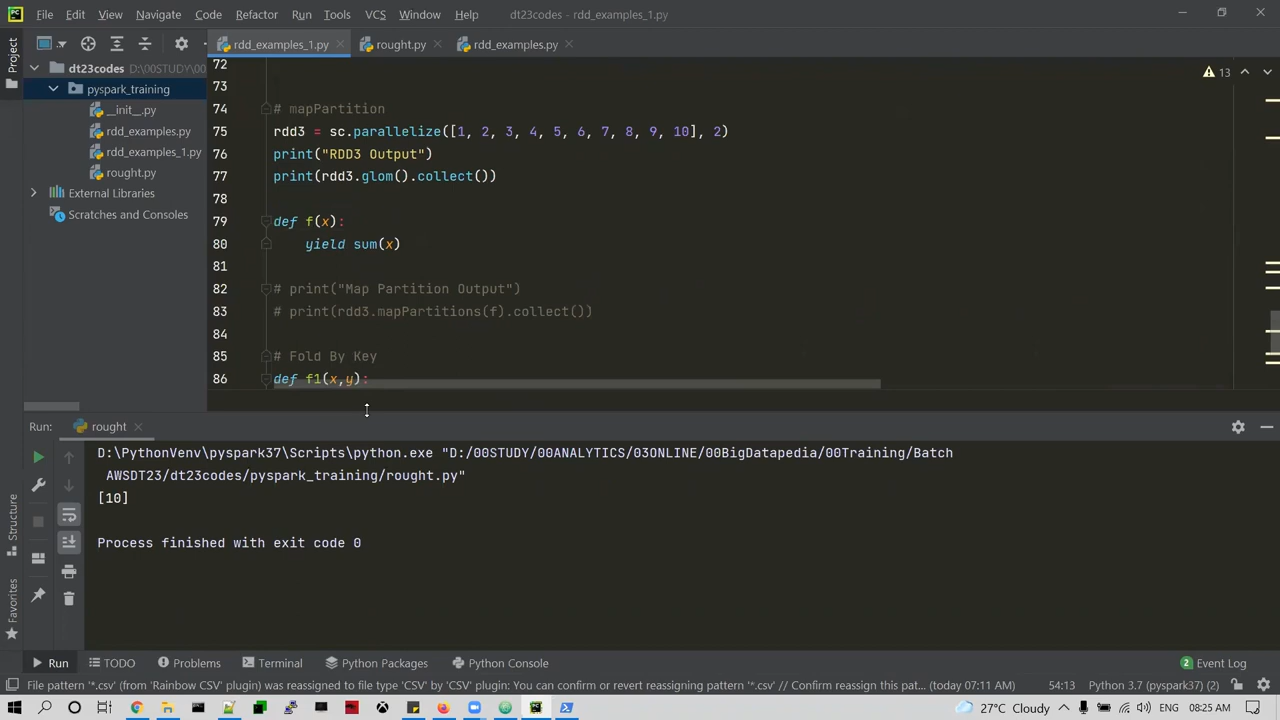 File Edit View Navigate Code Refactor Run Tools VCS Window Help dt23codes - rdd_examples_1.py
Project
rdd_examples_1.py rought.py rdd_examples.py
dt23codes D:\00STUDY\00
pyspark_training
__init__.py
rdd_examples.py
rdd_examples_1.py
rought.py
External Libraries
Scratches and Consoles
13
72
73
74 # mapPartition
75 rdd3 = sc.parallelize([1, 2, 3, 4, 5, 6, 7, 8, 9, 10], 2)
76 print("RDD3 Output")
77 print(rdd3.glom().collect())
78
79 def f(x):
80 yield sum(x)
81
82 # print("Map Partition Output")
83 # print(rdd3.mapPartitions(f).collect())
84
85 # Fold By Key
86 def f1(x,y):
Run: rought
D:\PythonVenv\pyspark37\Scripts\python.exe "D:/00STUDY/00ANALYTICS/03ONLINE/00BigDatapedia/00Training/Batch
AWSDT23/dt23codes/pyspark_training/rought.py"
[10]
Process finished with exit code 0
Structure
Favorites
Run TODO Problems Terminal Python Packages Python Console 2 Event Log
File pattern '*.csv' (from 'Rainbow CSV' plugin) was reassigned to file type 'CSV' by 'CSV' plugin: You can confirm or revert reassigning pattern '*.csv' // Confirm reassign this pat... (today 07:11 AM) 54:13 Python 3.7 (pyspark37) (2)
27°C Cloudy ENG 08:25 AM